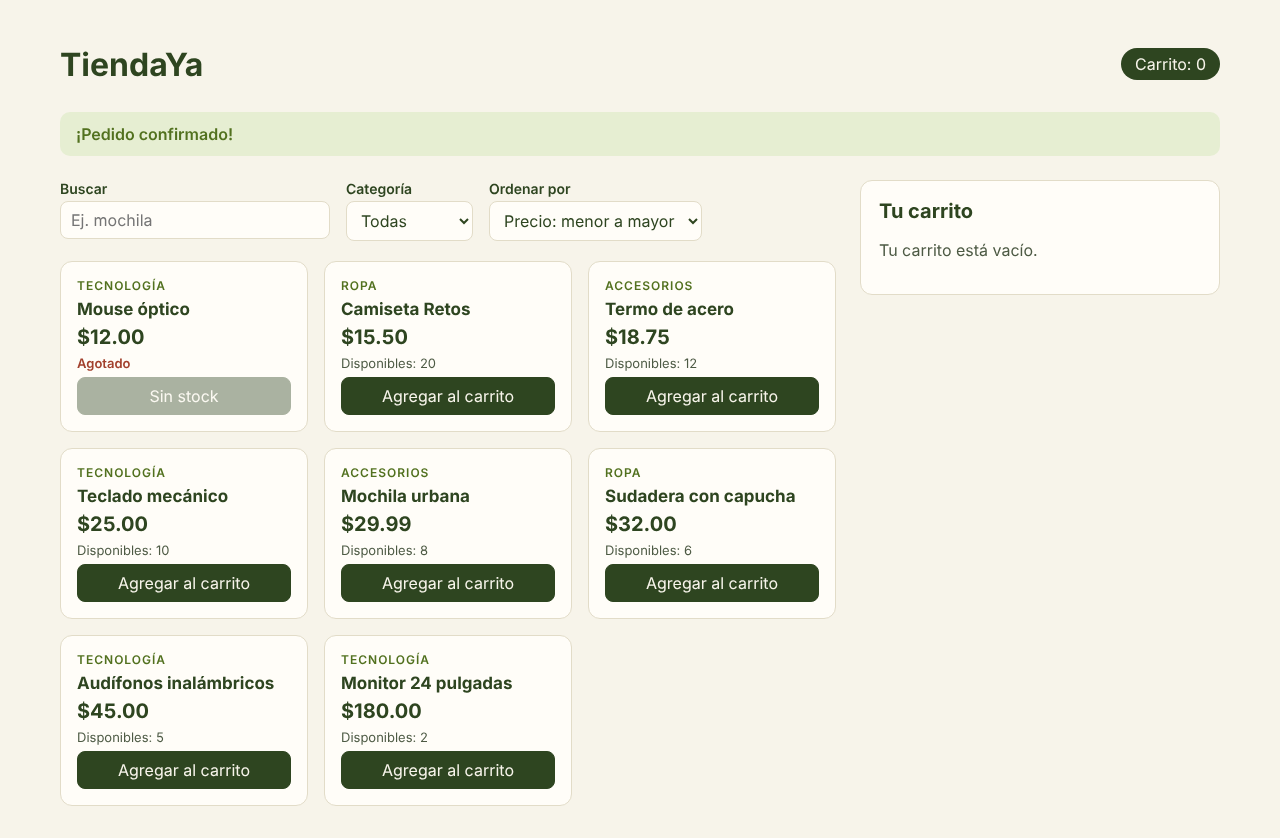 TiendaYa
Carrito: 0
¡Pedido confirmado!
Buscar
Ej. mochila
Categoría
Todas
Ordenar por
Precio: menor a mayor
TECNOLOGÍA
Mouse óptico
$12.00
Agotado
Sin stock
ROPA
Camiseta Retos
$15.50
Disponibles: 20
Agregar al carrito
ACCESORIOS
Termo de acero
$18.75
Disponibles: 12
Agregar al carrito
TECNOLOGÍA
Teclado mecánico
$25.00
Disponibles: 10
Agregar al carrito
ACCESORIOS
Mochila urbana
$29.99
Disponibles: 8
Agregar al carrito
ROPA
Sudadera con capucha
$32.00
Disponibles: 6
Agregar al carrito
TECNOLOGÍA
Audífonos inalámbricos
$45.00
Disponibles: 5
Agregar al carrito
TECNOLOGÍA
Monitor 24 pulgadas
$180.00
Disponibles: 2
Agregar al carrito
Tu carrito
Tu carrito está vacío.